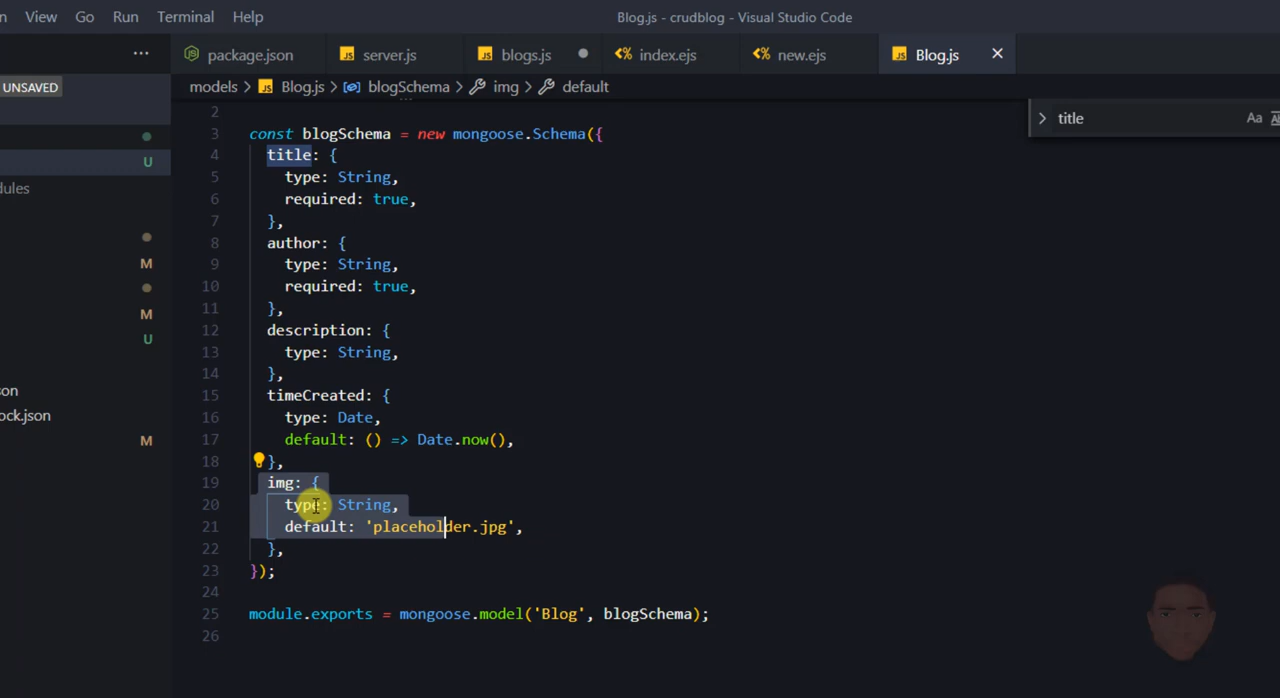 View Go Run Terminal Help Blog.js - crudblog - Visual Studio Code
... package.json server.js blogs.js index.ejs new.ejs Blog.js
UNSAVED
models > Blog.js > blogSchema > img > default
title
2
3 const blogSchema = new mongoose.Schema({
4 title: {
5 type: String,
6 required: true,
7 },
8 author: {
9 type: String,
10 required: true,
11 },
12 description: {
13 type: String,
14 },
15 timeCreated: {
16 type: Date,
17 default: () => Date.now(),
18 },
19 img: {
20 type: String,
21 default: 'placeholder.jpg',
22 },
23 });
24
25 module.exports = mongoose.model('Blog', blogSchema);
26
U
dules
M
M
U
son
ock.json
M
Aa